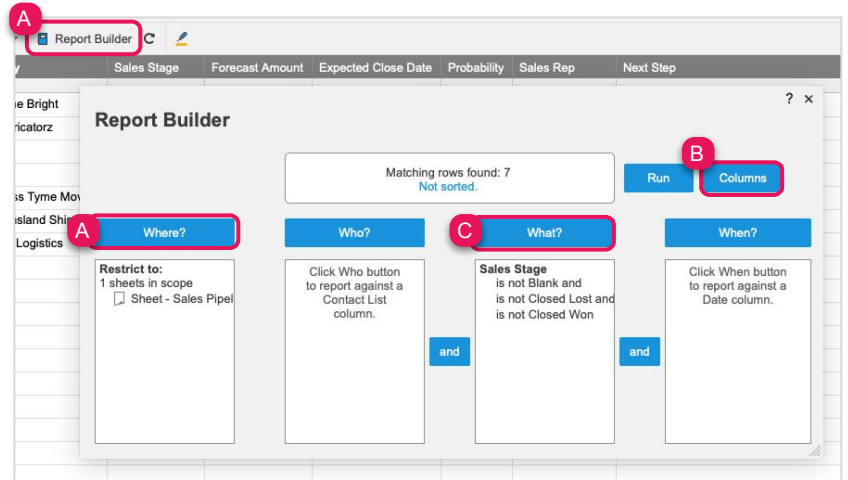 A
Report Builder
y Sales Stage Forecast Amount Expected Close Date Probability Sales Rep Next Step
e Bright
ricatorz
ss Tyme Mov
sland Ship
Logistics
? ×
Report Builder
Matching rows found: 7
Not sorted.
Run
B
Columns
A
Where?
Who?
C
What?
When?
Restrict to:
1 sheets in scope
Sheet - Sales Pipel
Click Who button
to report against a
Contact List
column.
and
Sales Stage
is not Blank and
is not Closed Lost and
is not Closed Won
and
Click When button
to report against a
Date column.